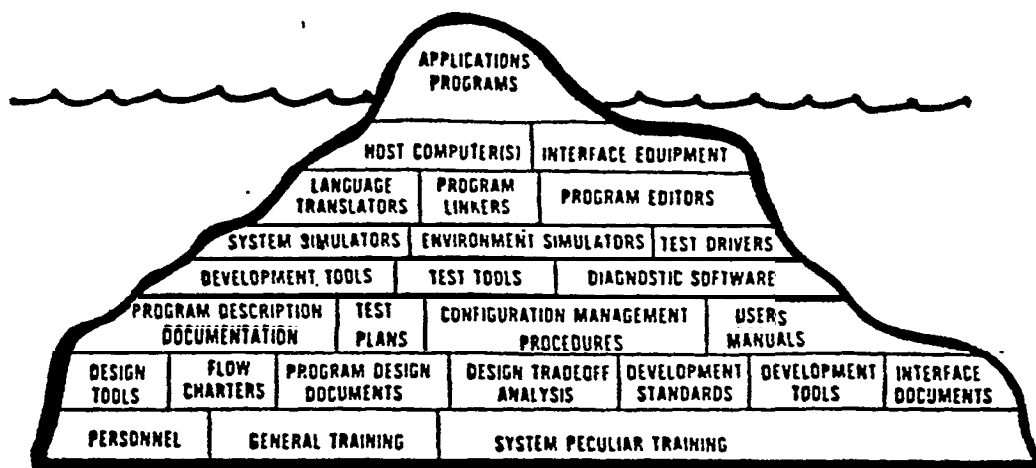 APPLICATIONS
PROGRAMS
HOST COMPUTER(S) INTERFACE EQUIPMENT
LANGUAGE TRANSLATORS PROGRAM LINKERS PROGRAM EDITORS
SYSTEM SIMULATORS ENVIRONMENT SIMULATORS TEST DRIVERS
DEVELOPMENT TOOLS TEST TOOLS DIAGNOSTIC SOFTWARE
PROGRAM DESCRIPTION
DOCUMENTATION
TEST
PLANS
CONFIGURATION MANAGEMENT
PROCEDURES
USERS
MANUALS
DESIGN
TOOLS
FLOW
CHARTERS
PROGRAM DESIGN
DOCUMENTS
DESIGN TRADEOFF
ANALYSIS
DEVELOPMENT
STANDARDS
DEVELOPMENT
TOOLS
INTERFACE
DOCUMENTS
PERSONNEL GENERAL TRAINING SYSTEM PECULIAR TRAINING